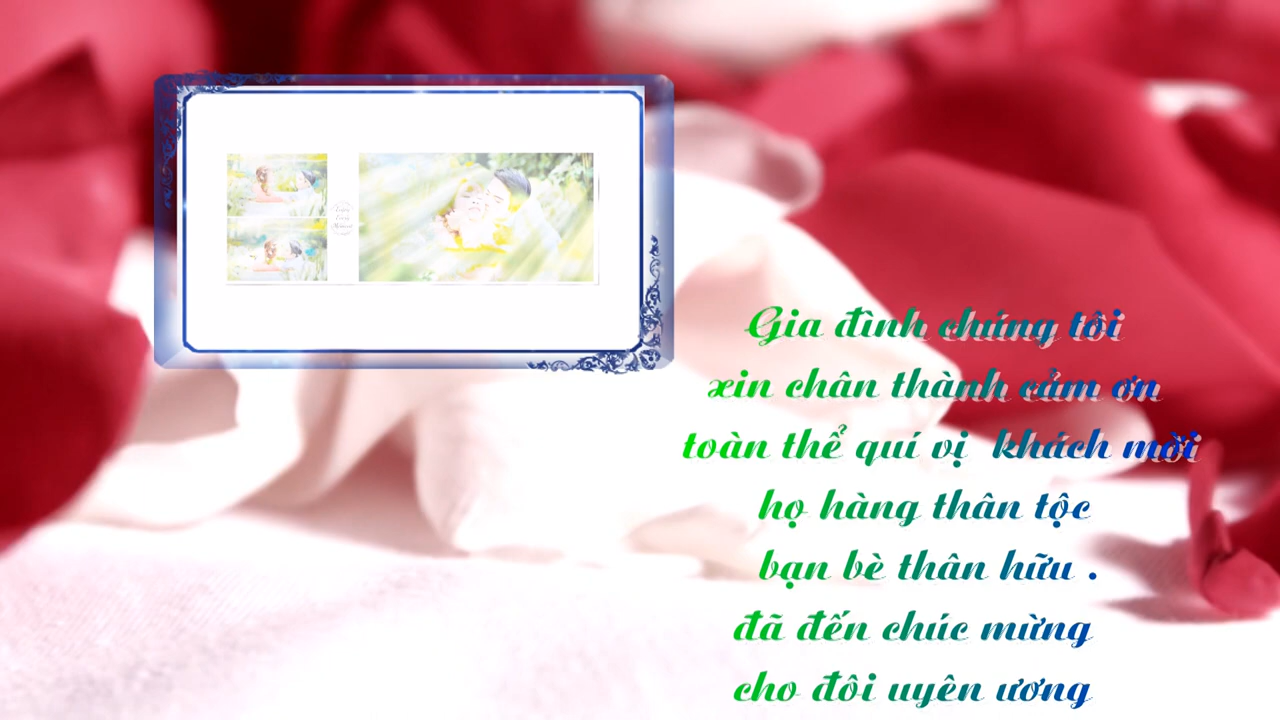 Gia đình chúng tôi
xin chân thành cảm ơn
toàn thể quí vị khách mời
họ hàng thân tộc
bạn bè thân hữu .
đã đến chúc mừng
cho đôi uyên ương